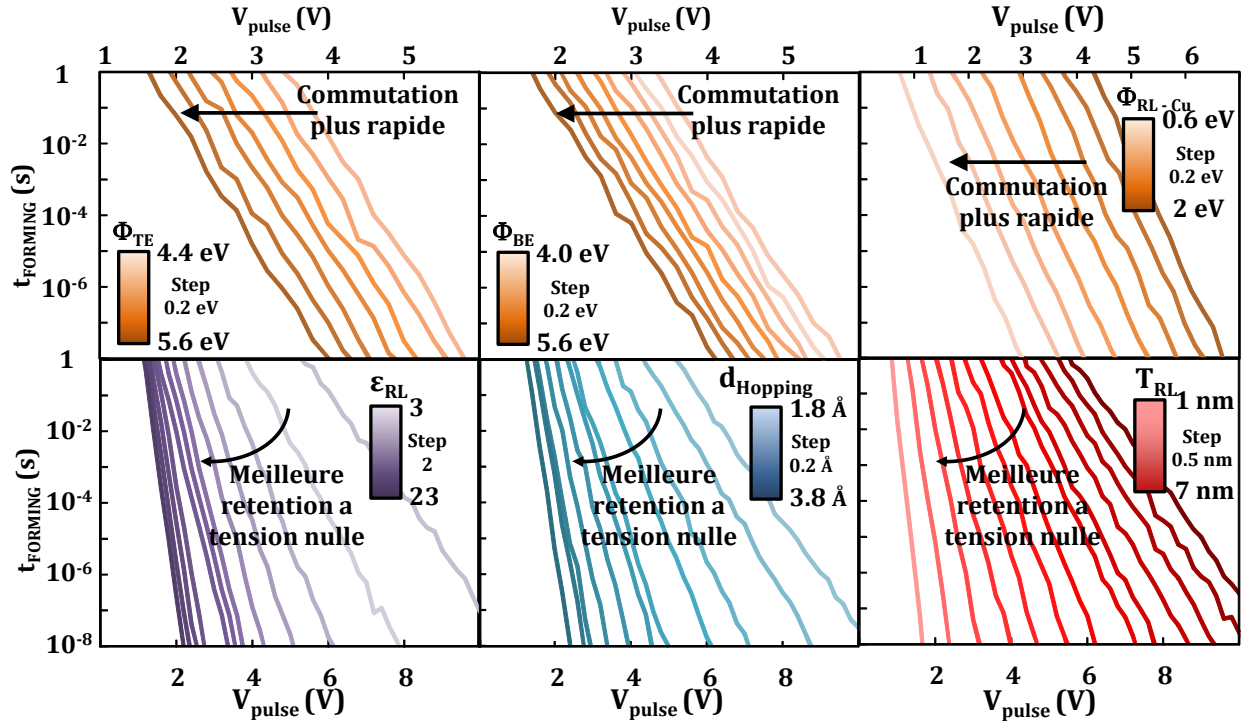 V_pulse (V)
V_pulse (V)
V_pulse (V)
1 2 3 4 5
2 3 4 5
1 2 3 4 5 6
t_FORMING (s)
1
10^-2
10^-4
10^-6
Commutation
plus rapide
Φ_TE
4.4 eV
Step
0.2 eV
5.6 eV
Commutation
plus rapide
Φ_BE
4.0 eV
Step
0.2 eV
5.6 eV
Φ_RL - Cu
0.6 eV
Step
0.2 eV
2 eV
Commutation
plus rapide
t_FORMING (s)
1
10^-2
10^-4
10^-6
10^-8
ε_RL
3
Step
2
23
Meilleure
retention a
tension nulle
d_Hopping
1.8 Å
Step
0.2 Å
3.8 Å
Meilleure
retention a
tension nulle
T_RL
1 nm
Step
0.5 nm
7 nm
Meilleure
retention a
tension nulle
2 4 6 8
2 4 6 8
2 4 6 8
V_pulse (V)
V_pulse (V)
V_pulse (V)